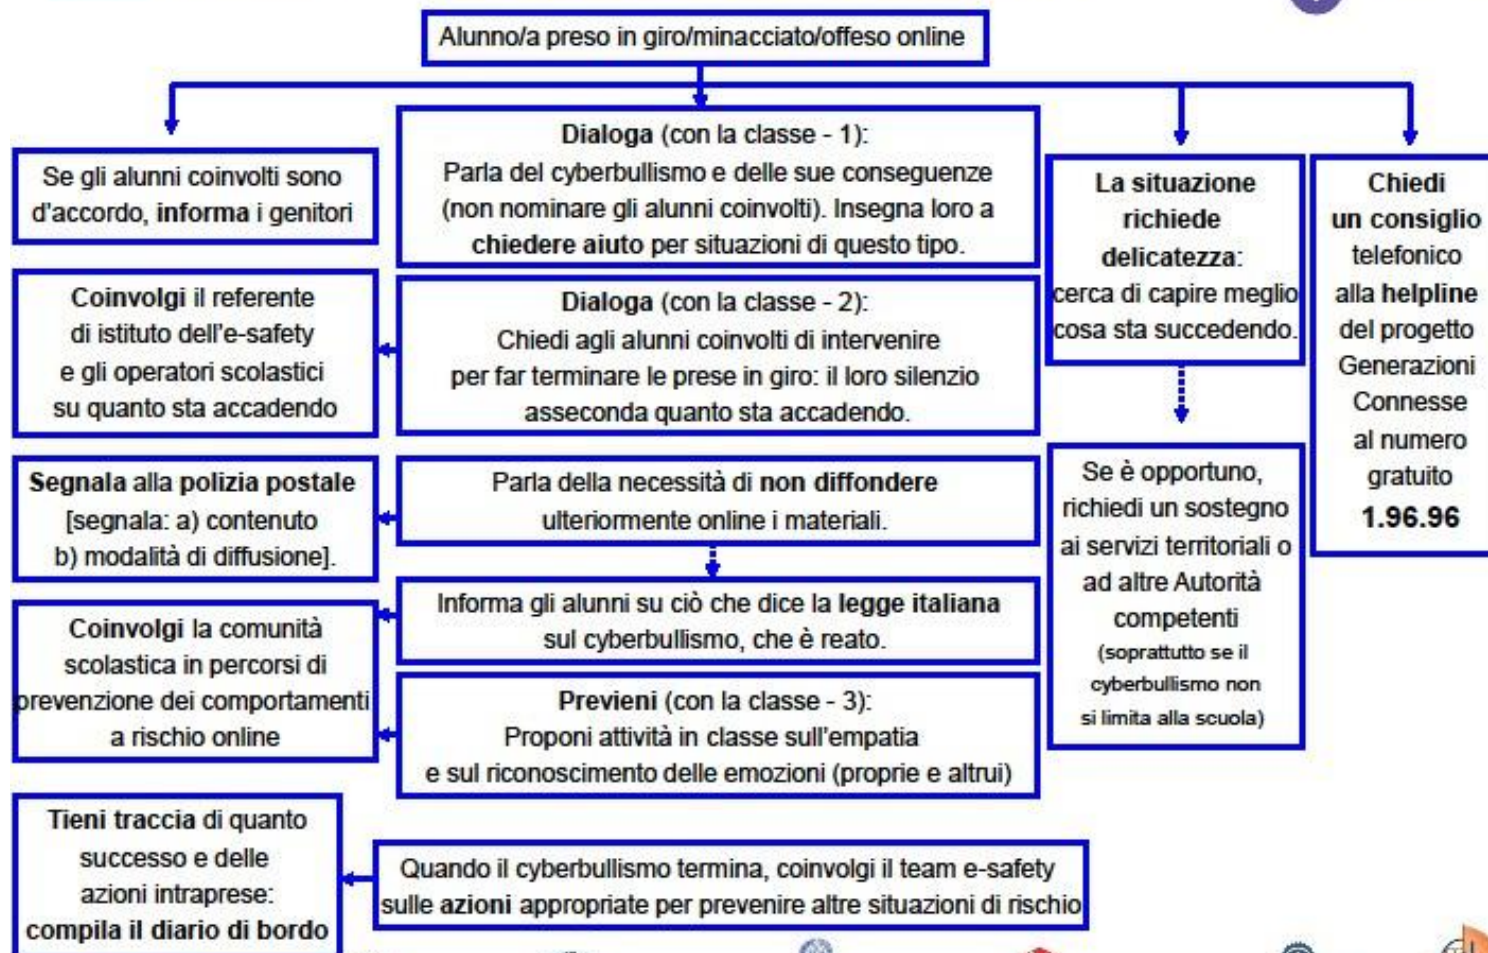 Alunno/a preso in giro/minacciato/offeso online
Se gli alunni coinvolti sono
d'accordo, informa i genitori
Dialoga (con la classe - 1):
Parla del cyberbullismo e delle sue conseguenze
(non nominare gli alunni coinvolti). Insegna loro a
chiedere aiuto per situazioni di questo tipo.
La situazione
richiede
delicatezza:
cerca di capire meglio
cosa sta succedendo.
Chiedi
un consiglio
telefonico
alla helpline
del progetto
Generazioni
Connesse
al numero
gratuito
1.96.96
Coinvolgi il referente
di istituto dell'e-safety
e gli operatori scolastici
su quanto sta accadendo
Dialoga (con la classe - 2):
Chiedi agli alunni coinvolti di intervenire
per far terminare le prese in giro: il loro silenzio
asseconda quanto sta accadendo.
Segnala alla polizia postale
[segnala: a) contenuto
b) modalità di diffusione].
Parla della necessità di non diffondere
ulteriormente online i materiali.
Se è opportuno,
richiedi un sostegno
ai servizi territoriali o
ad altre Autorità
competenti
(soprattutto se il
cyberbullismo non
si limita alla scuola)
Informa gli alunni su ciò che dice la legge italiana
sul cyberbullismo, che è reato.
Coinvolgi la comunità
scolastica in percorsi di
prevenzione dei comportamenti
a rischio online
Previeni (con la classe - 3):
Proponi attività in classe sull'empatia
e sul riconoscimento delle emozioni (proprie e altrui)
Tieni traccia di quanto
successo e delle
azioni intraprese:
compila il diario di bordo
Quando il cyberbullismo termina, coinvolgi il team e-safety
sulle azioni appropriate per prevenire altre situazioni di rischio